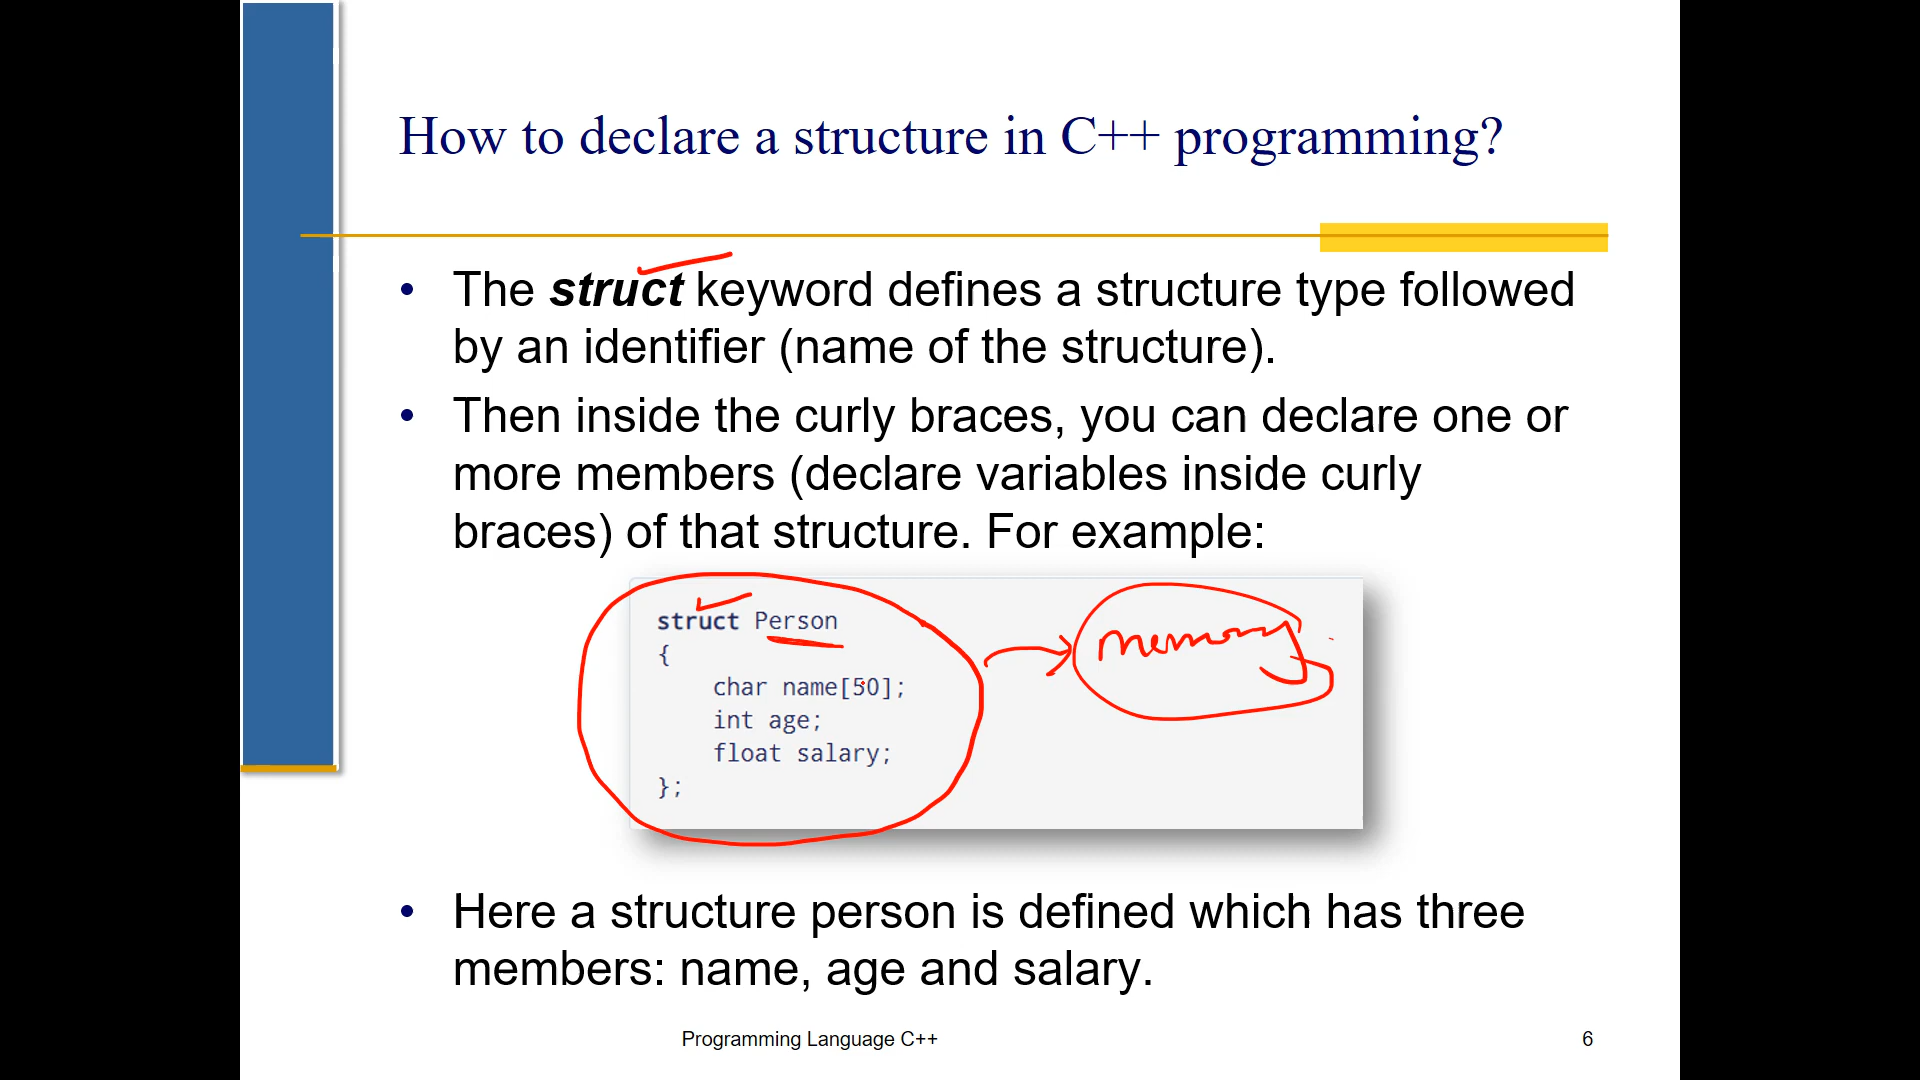 How to declare a structure in C++ programming?
• The struct keyword defines a structure type followed
by an identifier (name of the structure).
• Then inside the curly braces, you can declare one or
more members (declare variables inside curly
braces) of that structure. For example:
struct Person
{
char name[50];
int age;
float salary;
};
memory
• Here a structure person is defined which has three
members: name, age and salary.
Programming Language C++
6